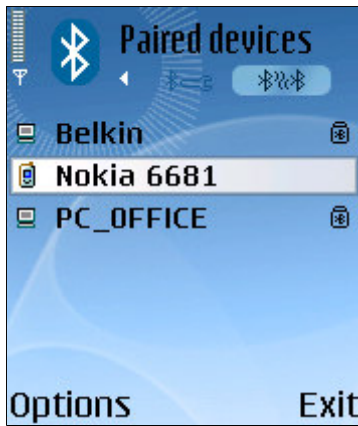 Paired devices
Belkin
Nokia 6681
PC_OFFICE
Options Exit